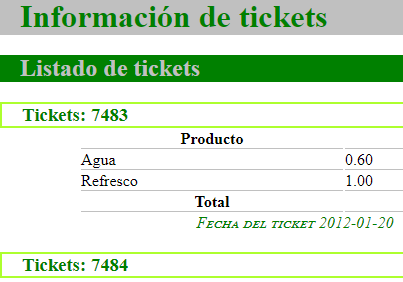 Información de tickets
Listado de tickets
Tickets: 7483
Producto
Agua 0.60
Refresco 1.00
Total
Fecha del ticket 2012-01-20
Tickets: 7484